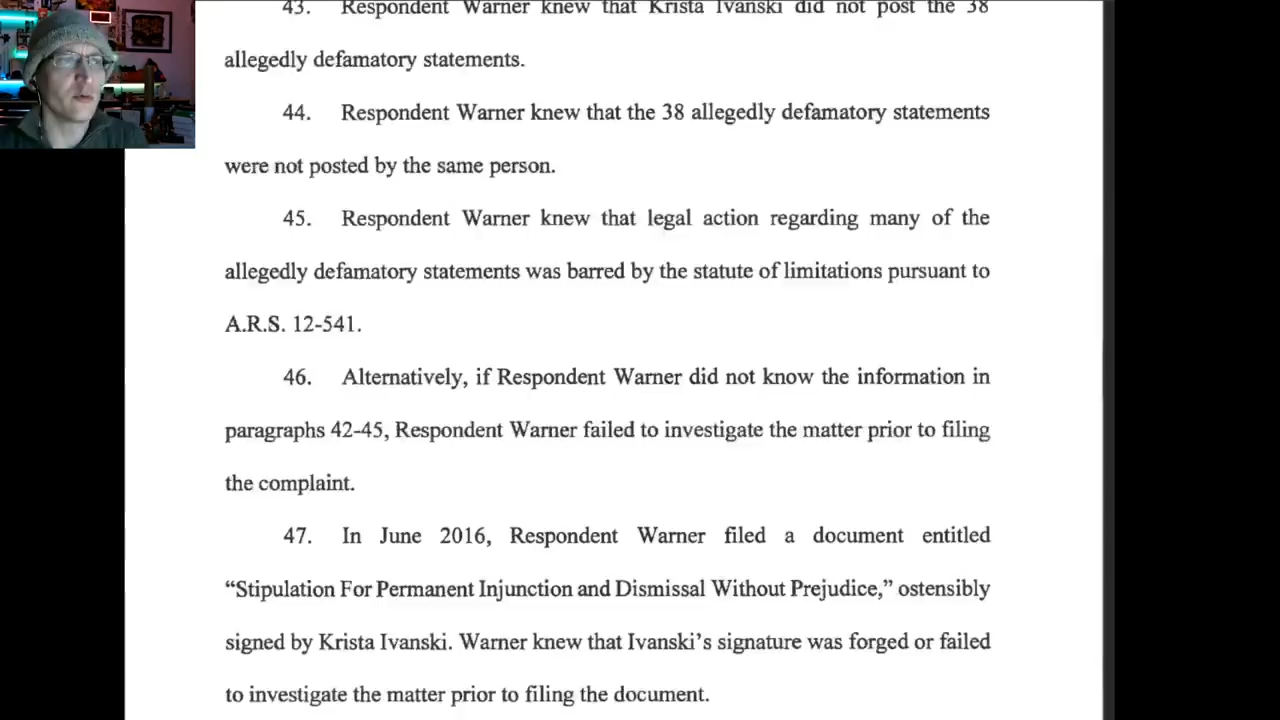 43. Respondent Warner knew that Krista Ivanski did not post the 38
allegedly defamatory statements.
44. Respondent Warner knew that the 38 allegedly defamatory statements
were not posted by the same person.
45. Respondent Warner knew that legal action regarding many of the
allegedly defamatory statements was barred by the statute of limitations pursuant to
A.R.S. 12-541.
46. Alternatively, if Respondent Warner did not know the information in
paragraphs 42-45, Respondent Warner failed to investigate the matter prior to filing
the complaint.
47. In June 2016, Respondent Warner filed a document entitled
“Stipulation For Permanent Injunction and Dismissal Without Prejudice,” ostensibly
signed by Krista Ivanski. Warner knew that Ivanski’s signature was forged or failed
to investigate the matter prior to filing the document.